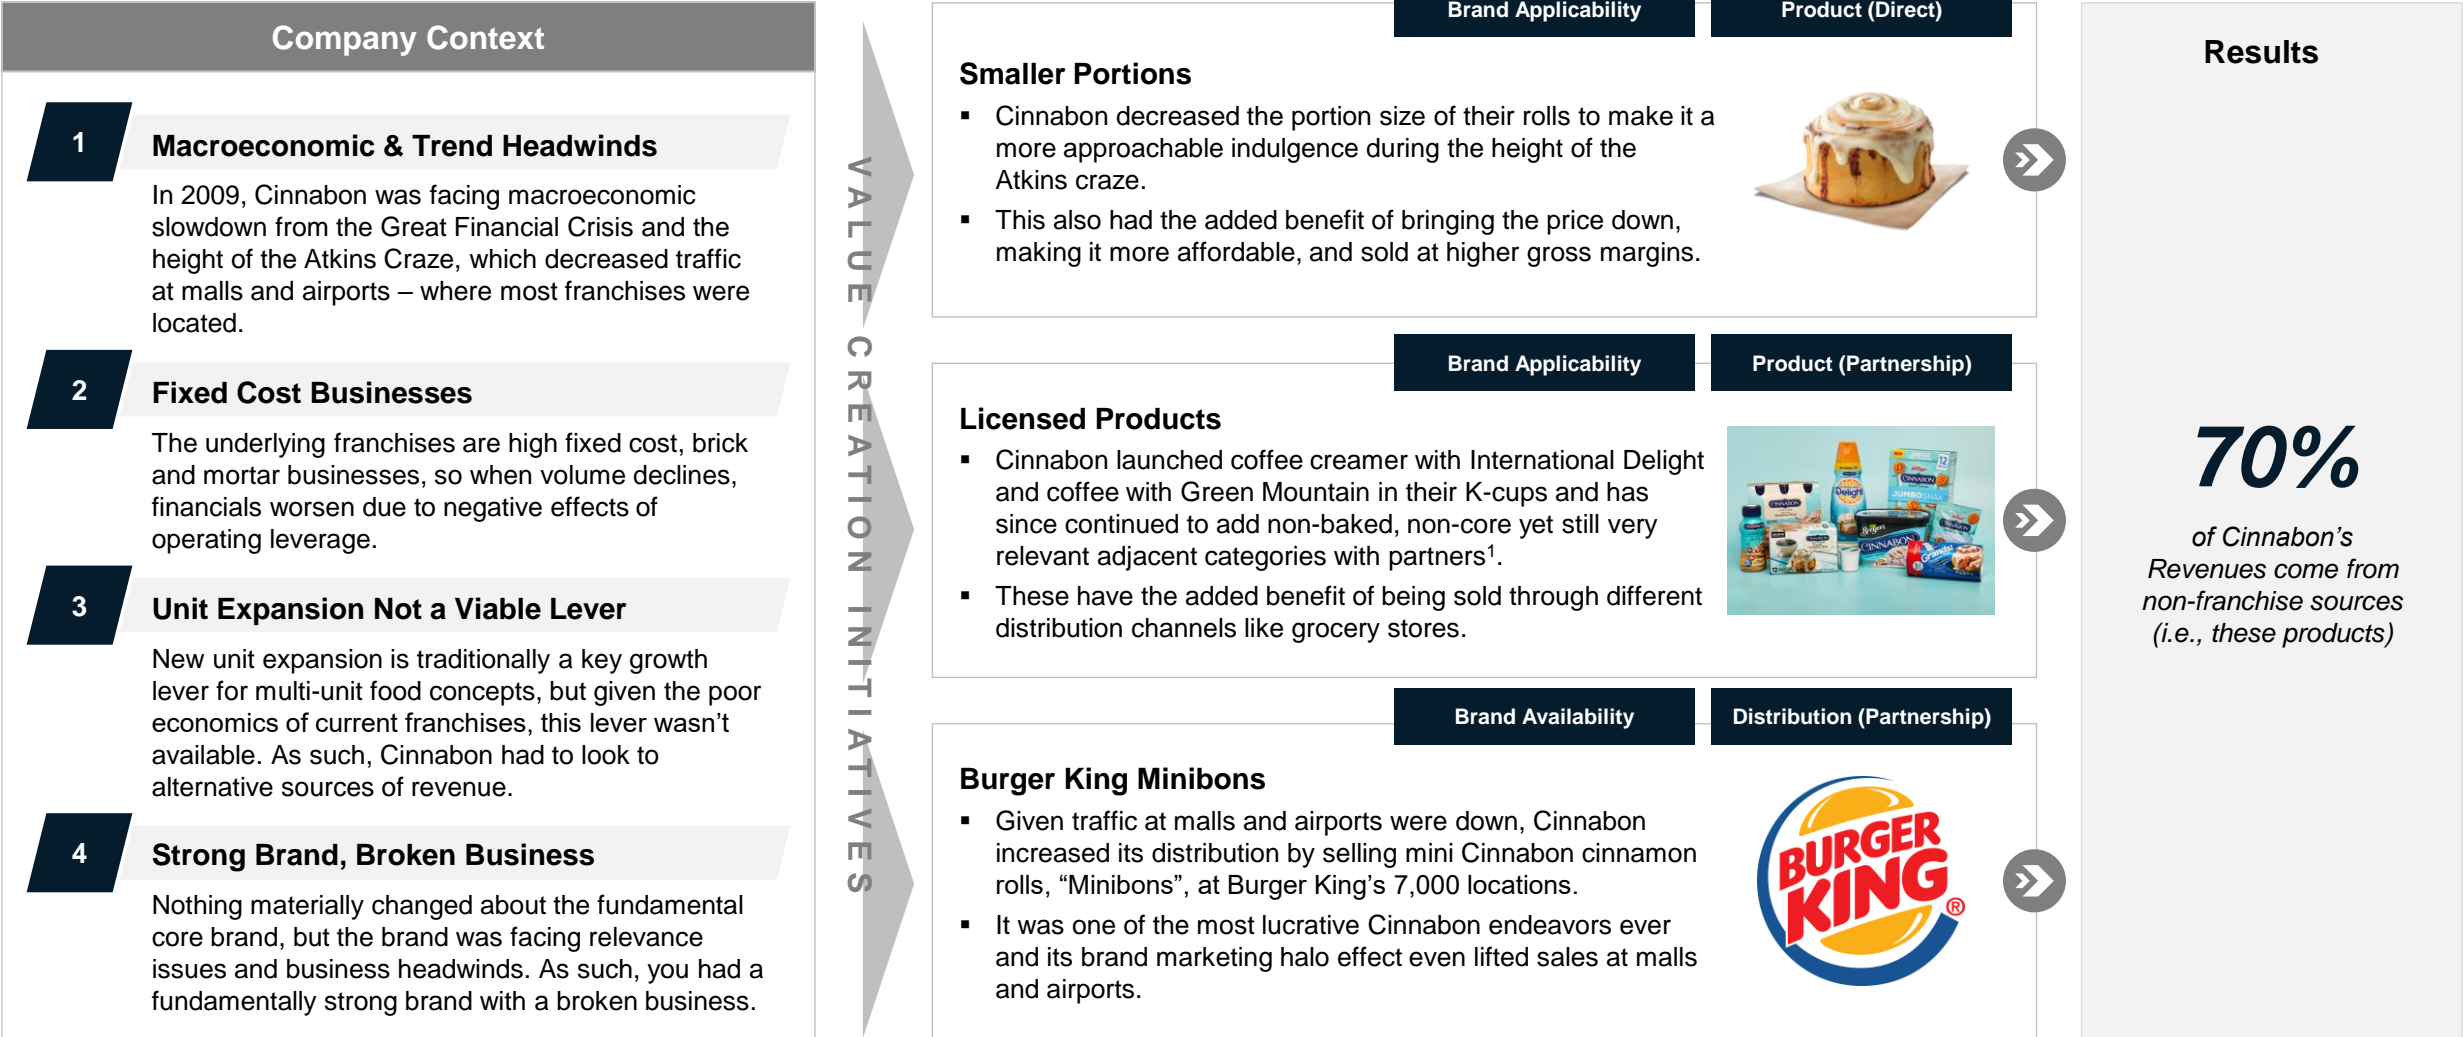 Company Context
1
Macroeconomic & Trend Headwinds
In 2009, Cinnabon was facing macroeconomic
slowdown from the Great Financial Crisis and the
height of the Atkins Craze, which decreased traffic
at malls and airports – where most franchises were
located.
2
Fixed Cost Businesses
The underlying franchises are high fixed cost, brick
and mortar businesses, so when volume declines,
financials worsen due to negative effects of
operating leverage.
3
Unit Expansion Not a Viable Lever
New unit expansion is traditionally a key growth
lever for multi-unit food concepts, but given the poor
economics of current franchises, this lever wasn’t
available. As such, Cinnabon had to look to
alternative sources of revenue.
4
Strong Brand, Broken Business
Nothing materially changed about the fundamental
core brand, but the brand was facing relevance
issues and business headwinds. As such, you had a
fundamentally strong brand with a broken business.
VALUE CREATION INITIATIVES
Brand Applicability
Product (Direct)
Smaller Portions
▪ Cinnabon decreased the portion size of their rolls to make it a
more approachable indulgence during the height of the
Atkins craze.
▪ This also had the added benefit of bringing the price down,
making it more affordable, and sold at higher gross margins.
Brand Applicability
Product (Partnership)
Licensed Products
▪ Cinnabon launched coffee creamer with International Delight
and coffee with Green Mountain in their K-cups and has
since continued to add non-baked, non-core yet still very
relevant adjacent categories with partners¹.
▪ These have the added benefit of being sold through different
distribution channels like grocery stores.
Delight
CINNABON
JUMBO SNAX
Breyers
CINNABON
Grands!
Brand Availability
Distribution (Partnership)
Burger King Minibons
▪ Given traffic at malls and airports were down, Cinnabon
increased its distribution by selling mini Cinnabon cinnamon
rolls, “Minibons”, at Burger King’s 7,000 locations.
▪ It was one of the most lucrative Cinnabon endeavors ever
and its brand marketing halo effect even lifted sales at malls
and airports.
BURGER
KING®
Results
70%
of Cinnabon’s
Revenues come from
non-franchise sources
(i.e., these products)